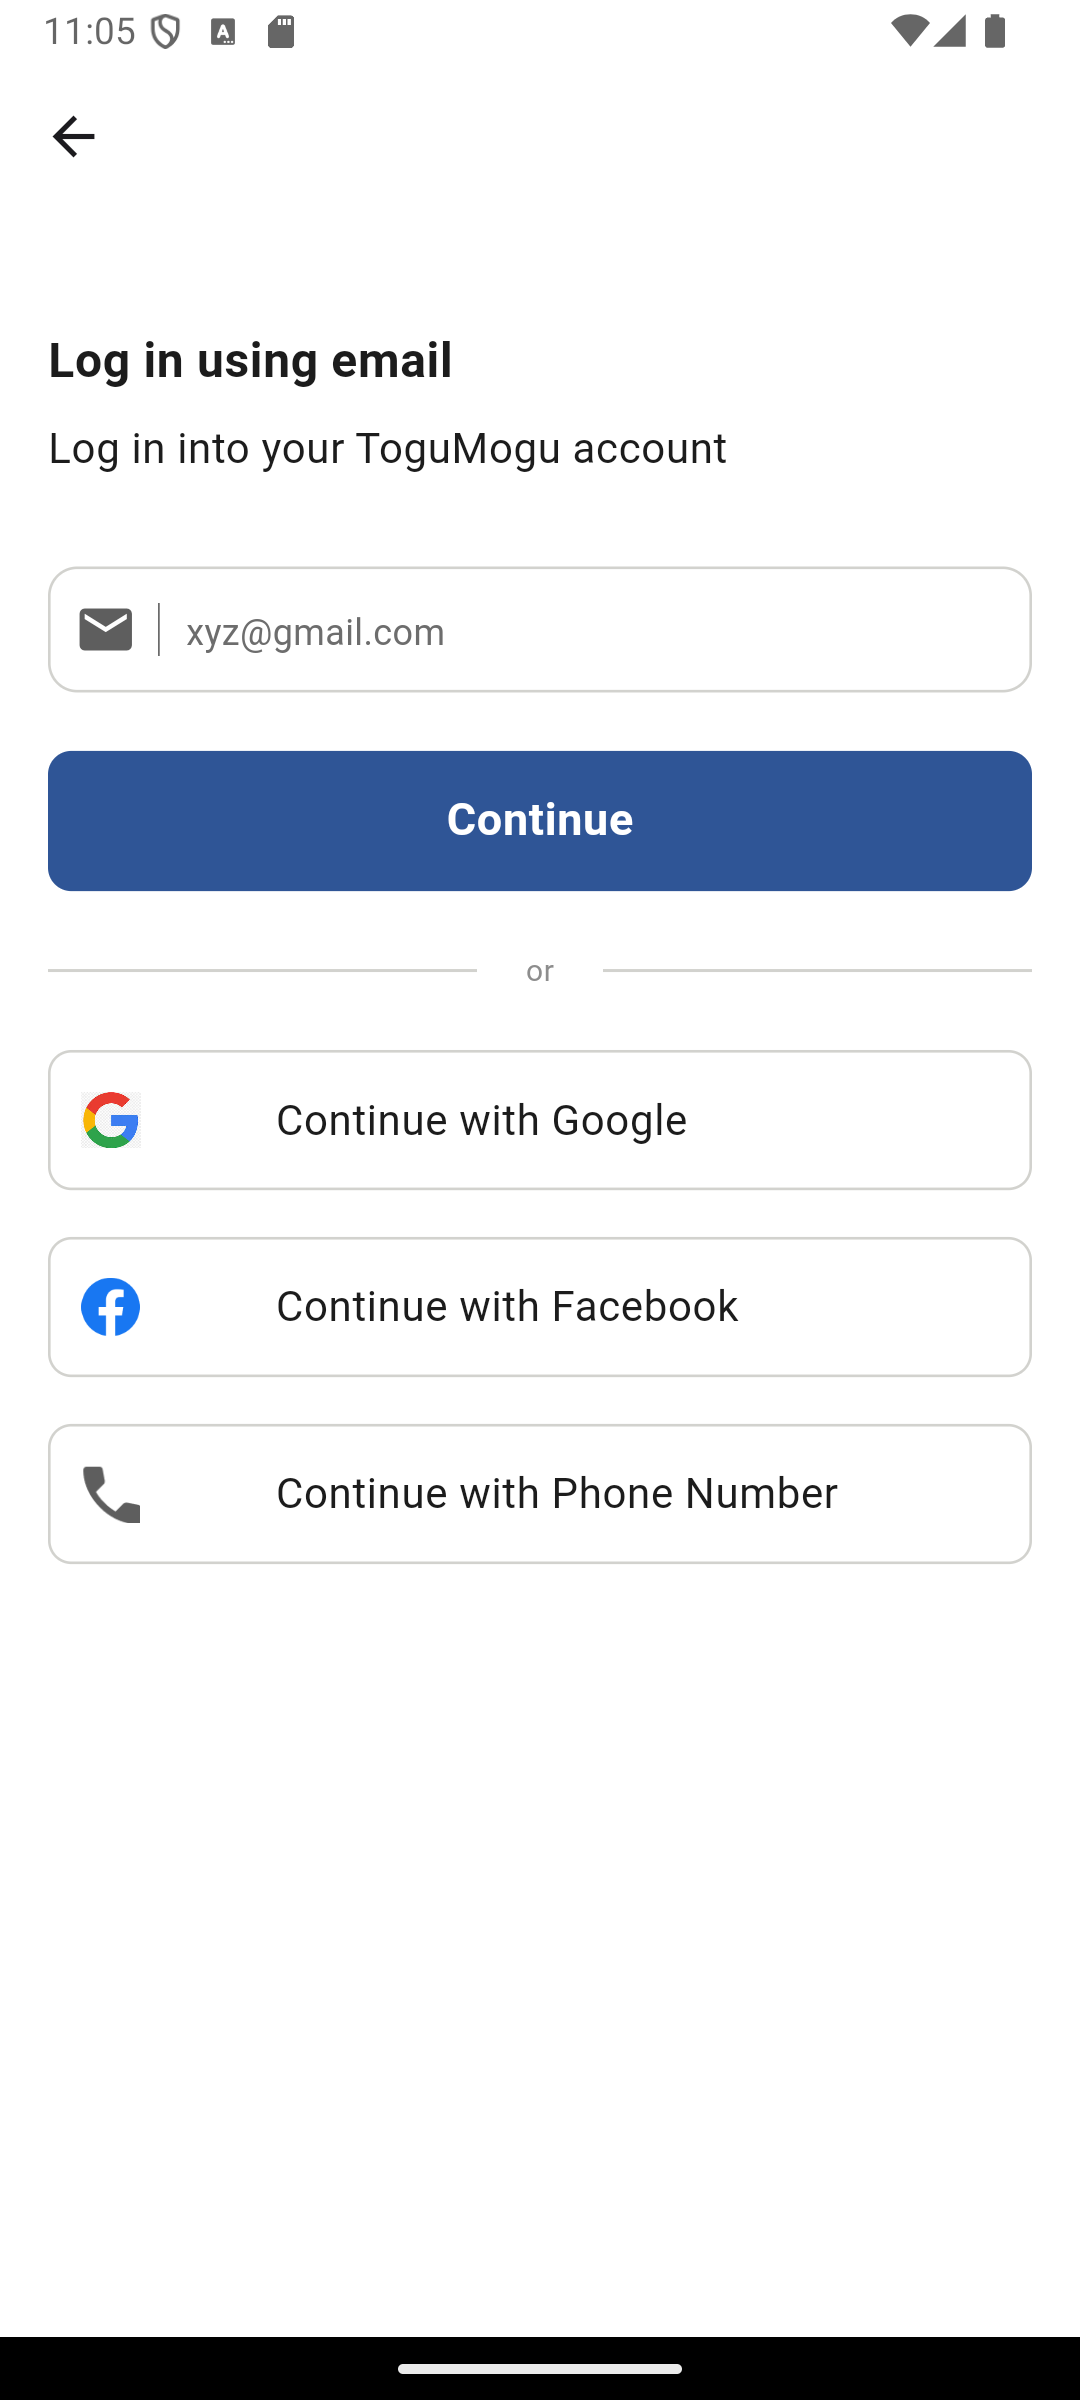 11:05
Log in using email
Log in into your ToguMogu account
xyz@gmail.com
Continue
or
Continue with Google
Continue with Facebook
Continue with Phone Number